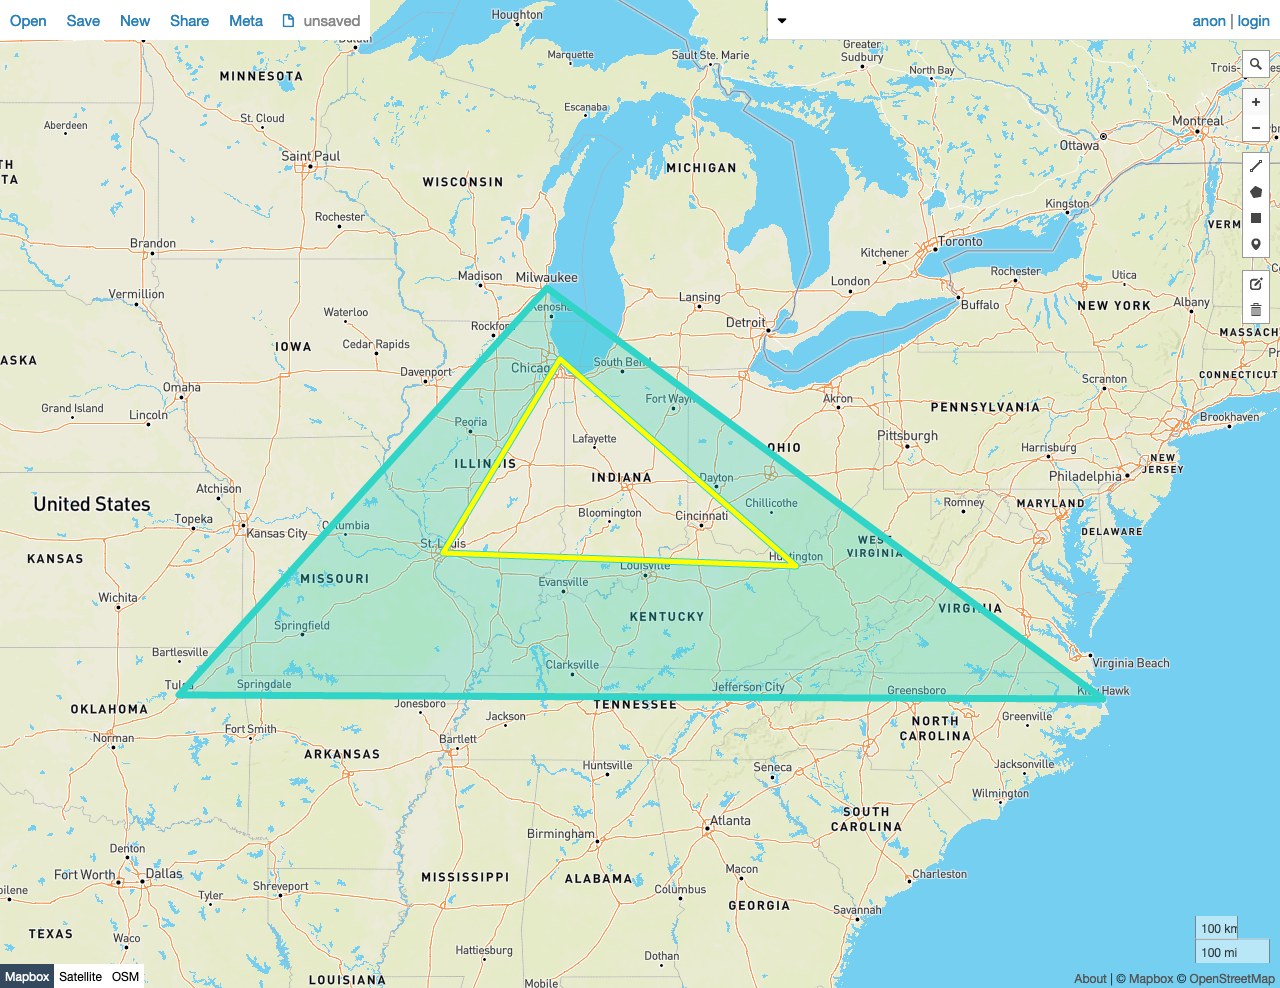 Open Save New Share Meta unsaved
anon | login
Houghton
Duluth
Marquette
Sault Ste. Marie
Greater
Sudbury
North Bay
MINNESOTA
Escanaba
Aberdeen
St. Cloud
Montreal
Ottawa
Saint Paul
MICHIGAN
WISCONSIN
Kingston
Rochester
Brandon
Toronto
Kitchener
Madison
Milwaukee
London
Rochester
Utica
Vermillion
Kenosha
Lansing
Buffalo
NEW YORK
Albany
Waterloo
Rockford
Detroit
IOWA
Cedar Rapids
Chicago
South Bend
Davenport
CONNECTICUT
Omaha
Scranton
Grand Island
Lincoln
Fort Wayne
Akron
PENNSYLVANIA
Brookhaven
Peoria
Lafayette
Pittsburgh
OHIO
Harrisburg
NEW
JERSEY
ILLINOIS
INDIANA
Dayton
Philadelphia
Atchison
United States
Chillicothe
Romney
MARYLAND
Topeka
Kansas City
Columbia
Bloomington
Cincinnati
DELAWARE
St. Louis
WEST
VIRGINIA
KANSAS
Huntington
Louisville
MISSOURI
Evansville
Wichita
VIRGINIA
KENTUCKY
Springfield
Bartlesville
Clarksville
Virginia Beach
Tulsa
Springdale
Jefferson City
Greensboro
Kitty Hawk
OKLAHOMA
Jonesboro
TENNESSEE
Jackson
NORTH
CAROLINA
Greenville
Norman
Fort Smith
Bartlett
ARKANSAS
Huntsville
Seneca
Jacksonville
Wilmington
SOUTH
CAROLINA
Birmingham
Atlanta
Denton
Fort Worth
Dallas
Shreveport
Tyler
MISSISSIPPI
ALABAMA
Macon
Columbus
Charleston
GEORGIA
Savannah
TEXAS
Waco
Hattiesburg
Dothan
100 km
100 mi
LOUISIANA
Mobile
Mapbox Satellite OSM
About | © Mapbox © OpenStreetMap